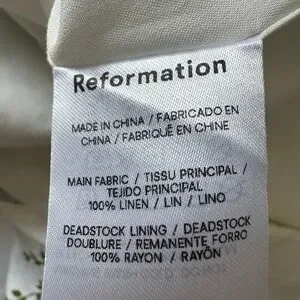 Reformation
MADE IN CHINA / FABRICADO EN
CHINA / FABRIQUÉ EN CHINE
MAIN FABRIC / TISSU PRINCIPAL /
TEJIDO PRINCIPAL
100% LINEN / LIN / LINO
DEADSTOCK LINING / DEADSTOCK
DOUBLURE / REMANENTE FORRO
100% RAYON / RAYÓN